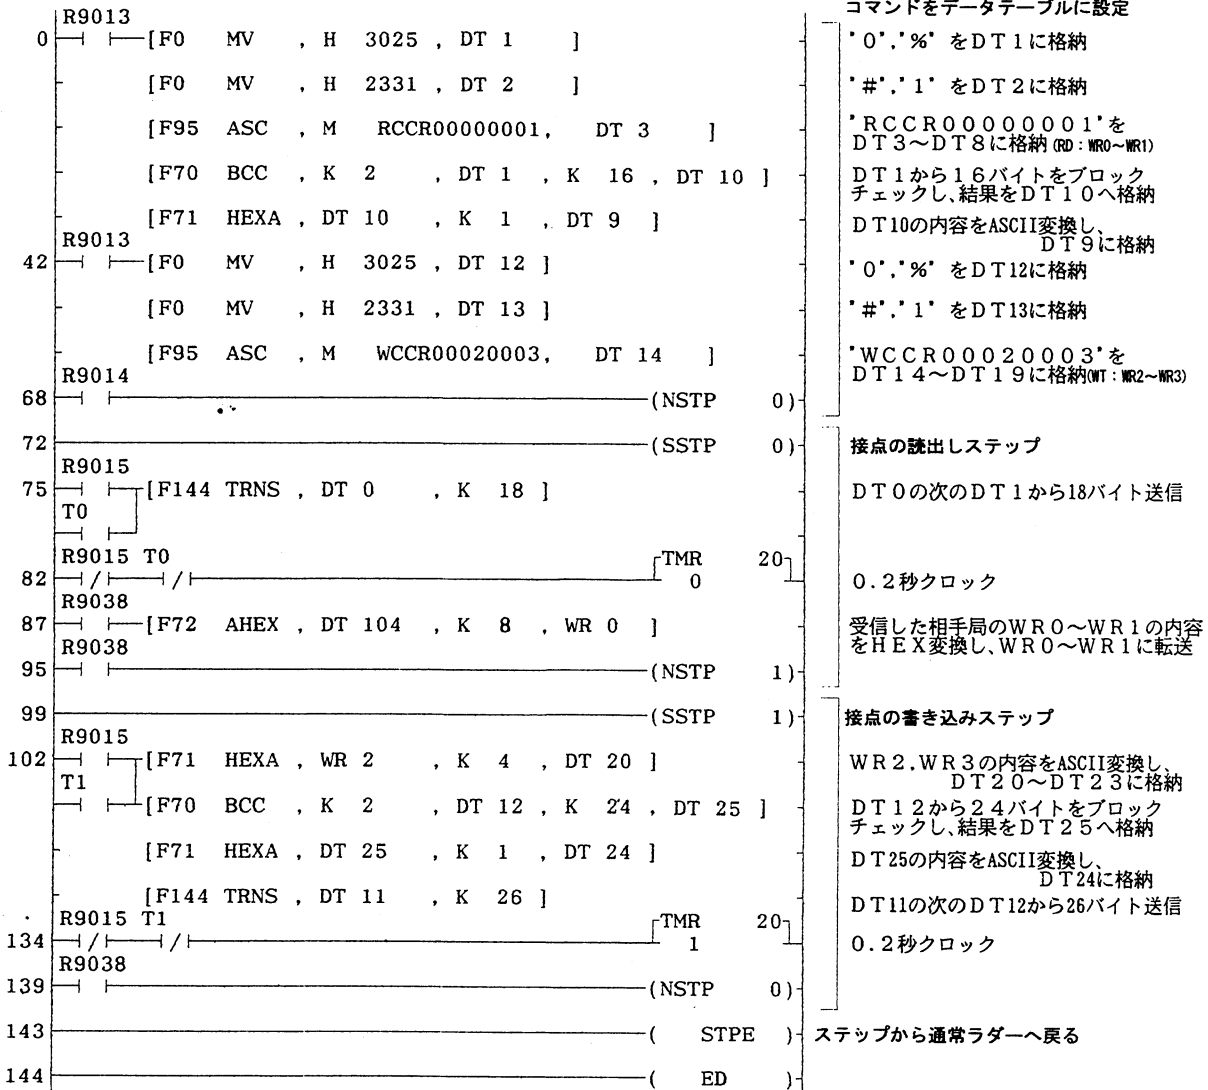 コマンドをデータテーブルに設定
R9013
0 [F0 MV , H 3025 , DT 1 ] '0','%' をDT1に格納
[F0 MV , H 2331 , DT 2 ] '#','1' をDT2に格納
[F95 ASC , M RCCR00000001, DT 3 ] 'RCCR00000001'を
DT3～DT8に格納(RD:WR0～WR1)
[F70 BCC , K 2 , DT 1 , K 16 , DT 10 ] DT1から16バイトをブロック
チェックし、結果をDT10へ格納
[F71 HEXA , DT 10 , K 1 , DT 9 ] DT10の内容をASCII変換し、
DT9に格納
R9013
42 [F0 MV , H 3025 , DT 12 ] '0','%' をDT12に格納
[F0 MV , H 2331 , DT 13 ] '#','1' をDT13に格納
[F95 ASC , M WCCR00020003, DT 14 ] 'WCCR00020003'を
DT14～DT19に格納(WT:WR2～WR3)
R9014
68 (NSTP 0)
72 (SSTP 0) 接点の読出しステップ
R9015
75 [F144 TRNS , DT 0 , K 18 ] DT0の次のDT1から18バイト送信
T0
R9015 T0
82 TMR 20
0 0.2秒クロック
R9038
87 [F72 AHEX , DT 104 , K 8 , WR 0 ] 受信した相手局のWR0～WR1の内容
をHEX変換し、WR0～WR1に転送
R9038
95 (NSTP 1)
99 (SSTP 1) 接点の書き込みステップ
R9015
102 [F71 HEXA , WR 2 , K 4 , DT 20 ] WR2,WR3の内容をASCII変換し、
DT20～DT23に格納
T1
[F70 BCC , K 2 , DT 12 , K 24 , DT 25 ] DT12から24バイトをブロック
チェックし、結果をDT25へ格納
[F71 HEXA , DT 25 , K 1 , DT 24 ] DT25の内容をASCII変換し、
DT24に格納
[F144 TRNS , DT 11 , K 26 ] DT11の次のDT12から26バイト送信
R9015 T1
134 TMR 20
1 0.2秒クロック
R9038
139 (NSTP 0)
143 ( STPE ) ステップから通常ラダーへ戻る
144 ( ED )